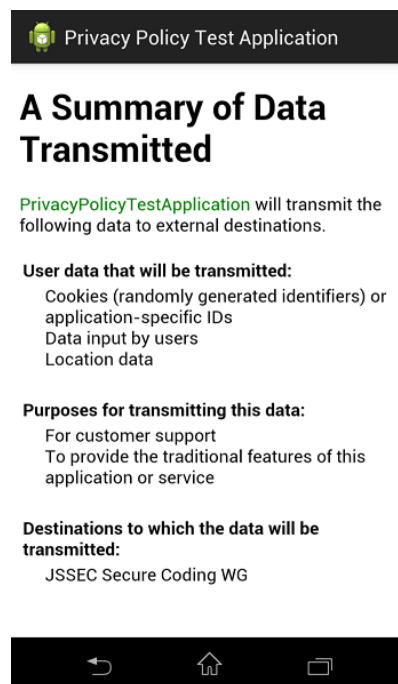 Privacy Policy Test Application
A Summary of Data
Transmitted
PrivacyPolicyTestApplication will transmit the
following data to external destinations.
User data that will be transmitted:
Cookies (randomly generated identifiers) or
application-specific IDs
Data input by users
Location data
Purposes for transmitting this data:
For customer support
To provide the traditional features of this
application or service
Destinations to which the data will be
transmitted:
JSSEC Secure Coding WG